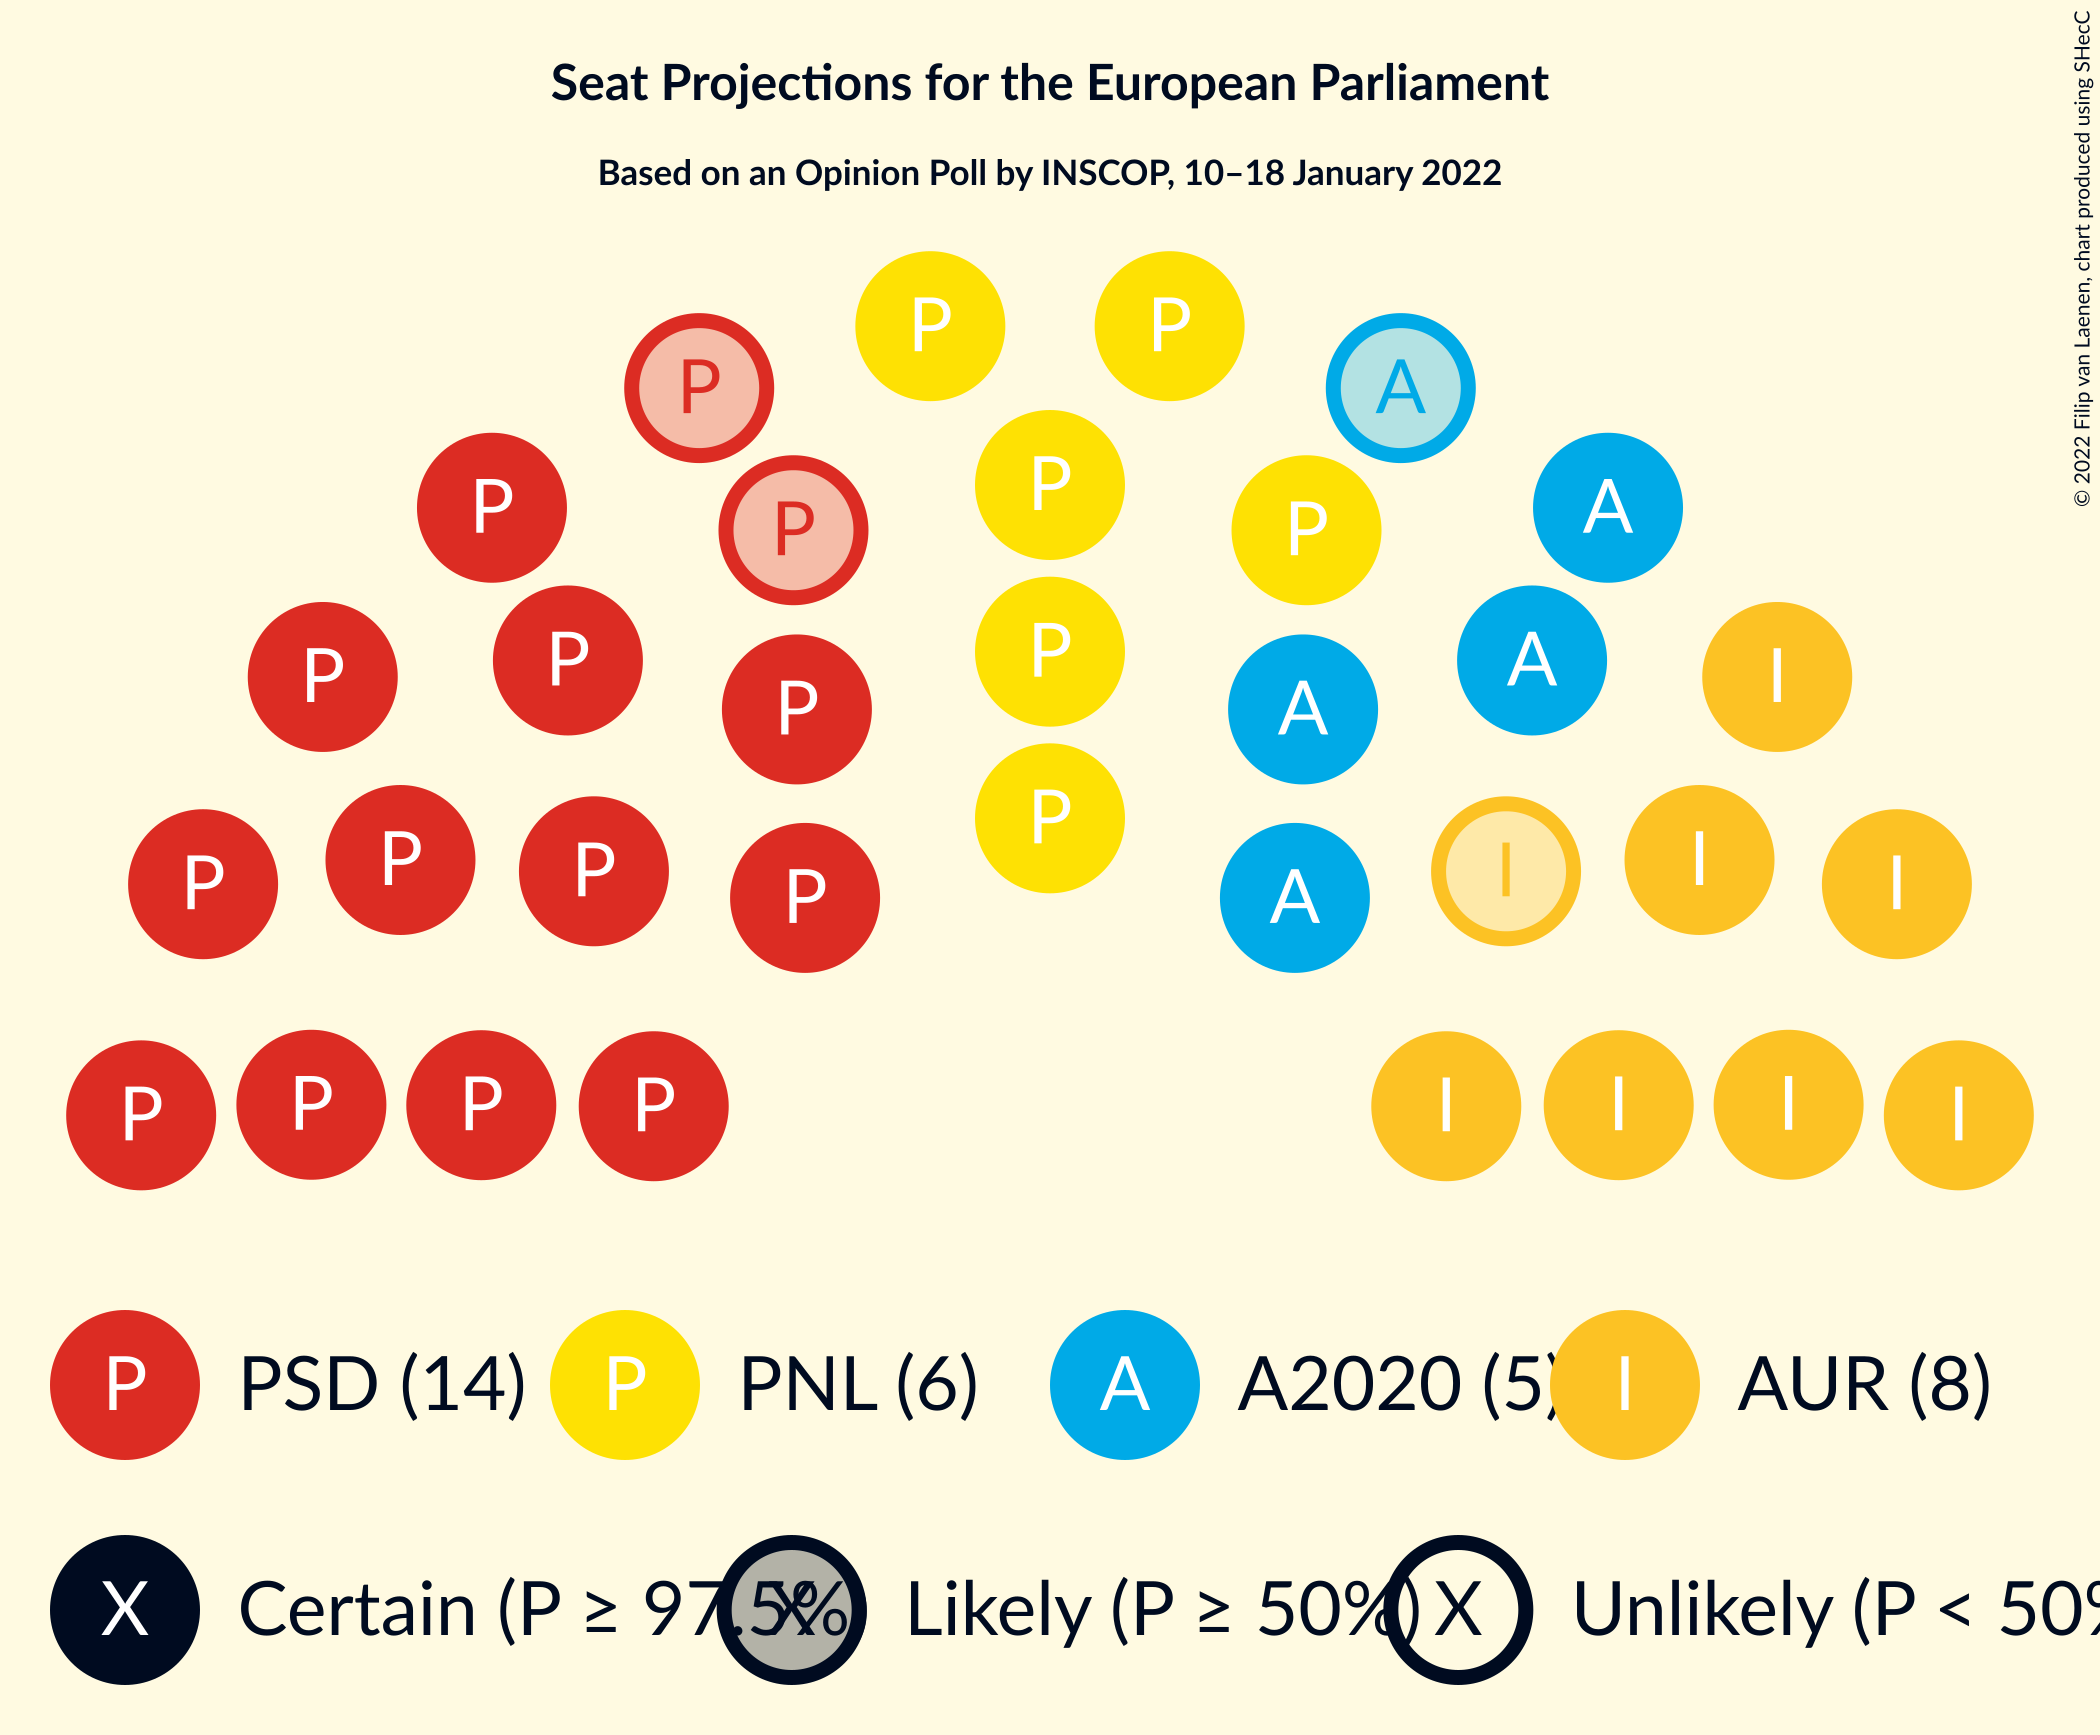 Seat Projections for the European Parliament
Based on an Opinion Poll by INSCOP, 10–18 January 2022
© 2022 Filip van Laenen, chart produced using SHecC
P P
P A
P
P P
P A
P
P I
P A
P A
P
P I
P I
P I
P A
P P P P I I I I
P PSD (14) P PNL (6) A A2020 (5) I AUR (8)
X Certain (P ≥ 97.5% X Likely (P ≥ 50%) X Unlikely (P < 50%